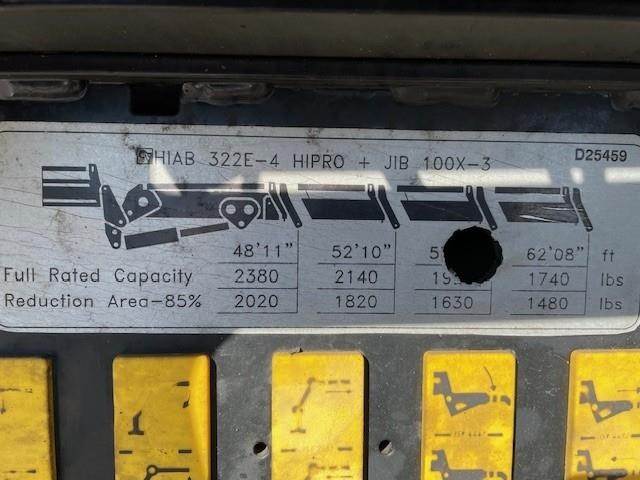 HIAB 322E-4 HIPRO + JIB 100X-3 D25459
48'11" 52'10" 62'08" ft
Full Rated Capacity 2380 2140 1740 lbs
Reduction Area-85% 2020 1820 1630 1480 lbs